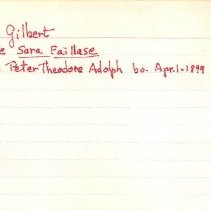 Gilbert
e Sara Faillase
Peter Theodore Adolph bo. Apr. 1-1899